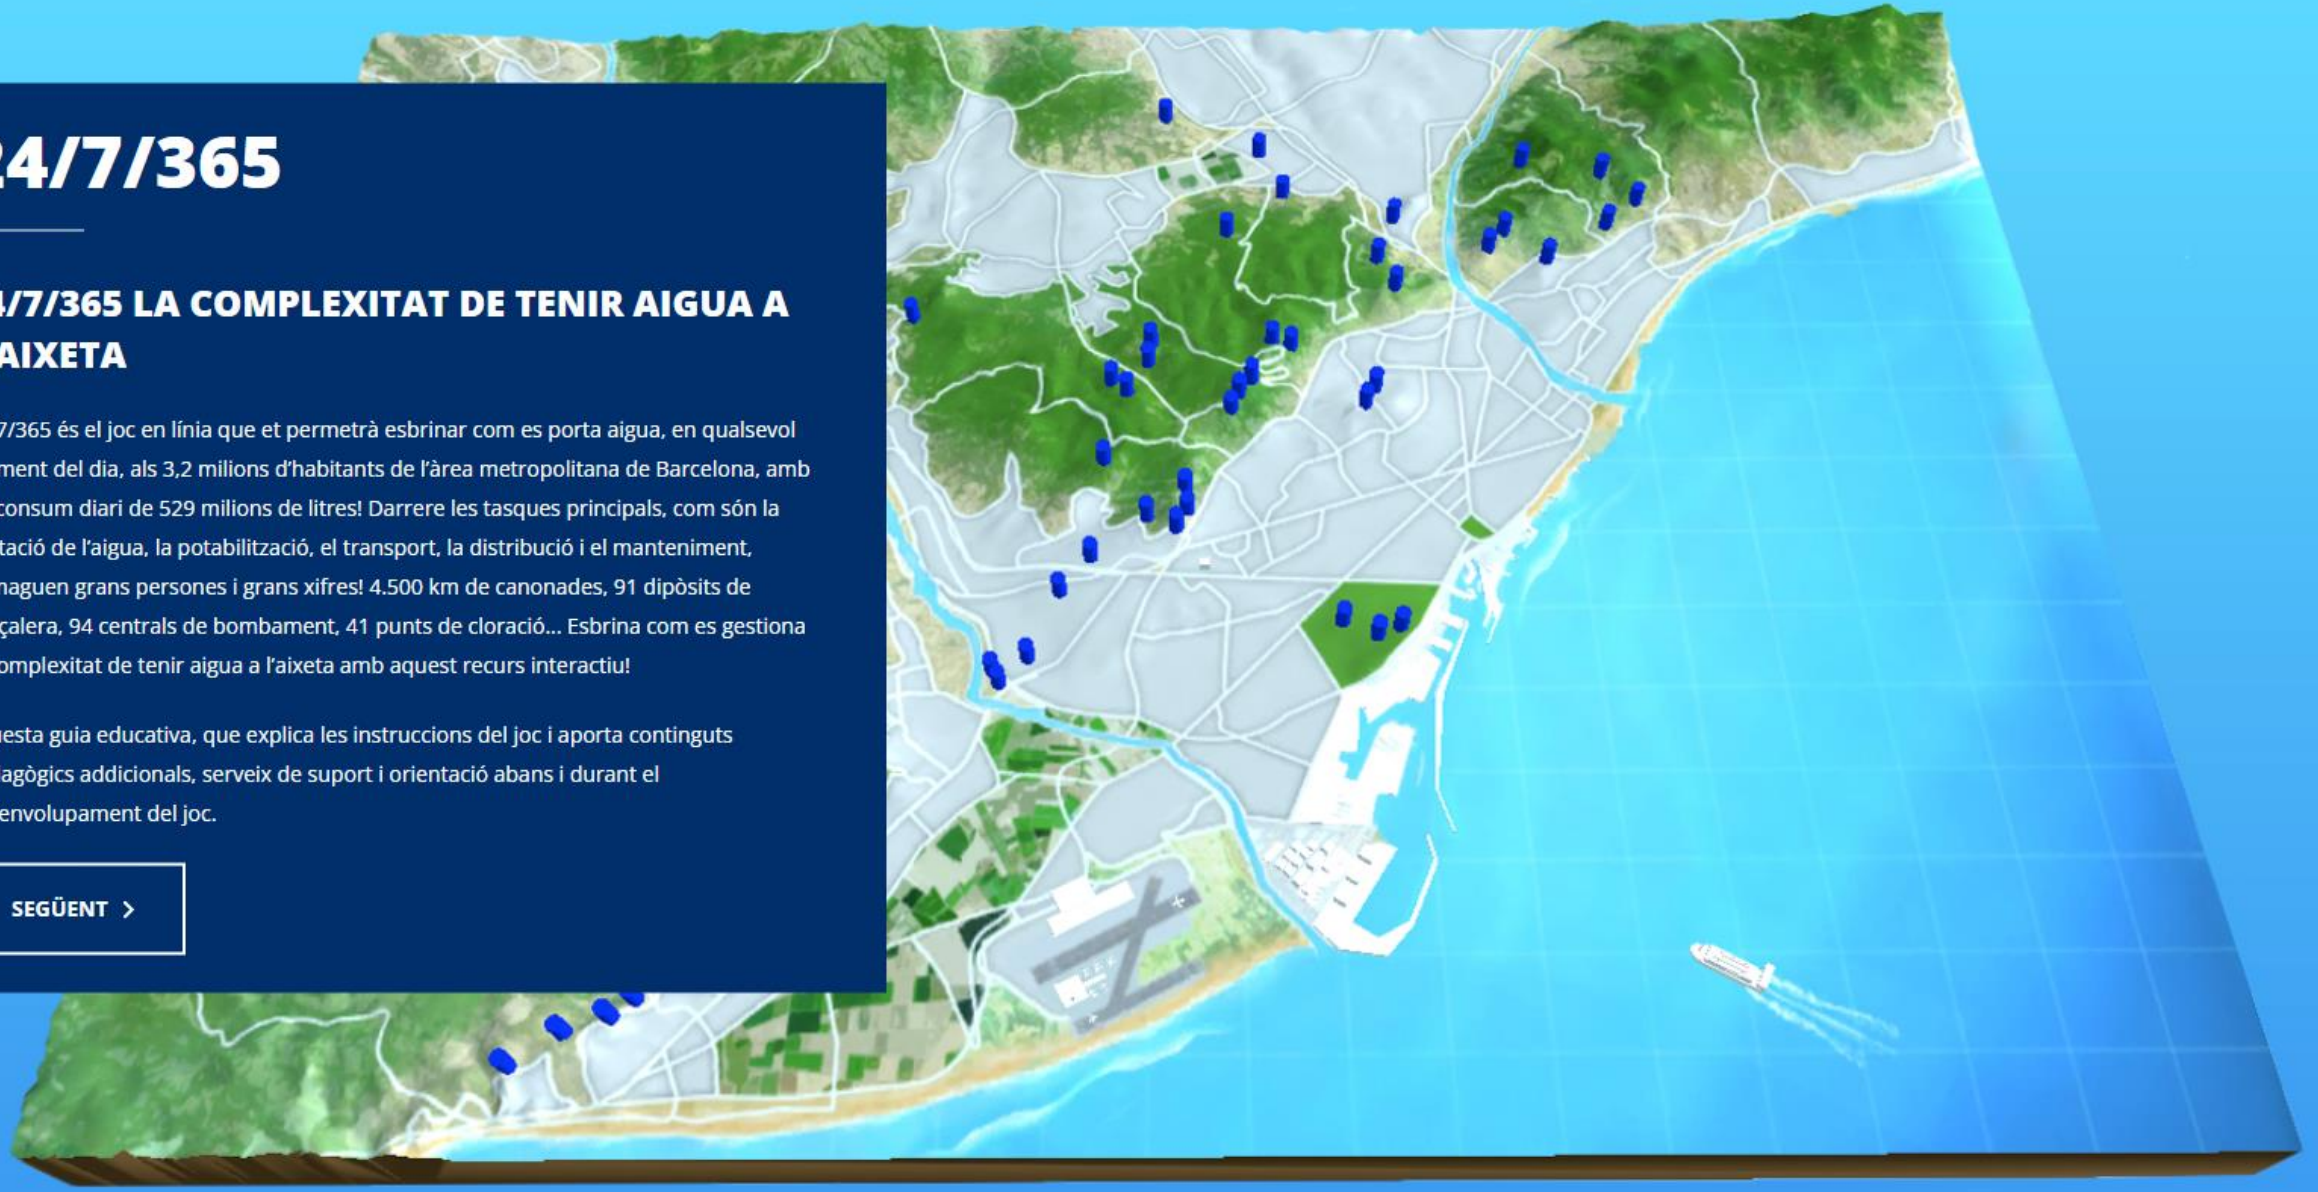 24/7/365
4/7/365 LA COMPLEXITAT DE TENIR AIGUA A
AIXETA
7/365 és el joc en línia que et permetrà esbrinar com es porta aigua, en qualsevol
ment del dia, als 3,2 milions d'habitants de l'àrea metropolitana de Barcelona, amb
consum diari de 529 milions de litres! Darrere les tasques principals, com són la
tació de l'aigua, la potabilització, el transport, la distribució i el manteniment,
maguen grans persones i grans xifres! 4.500 km de canonades, 91 dipòsits de
çalera, 94 centrals de bombament, 41 punts de cloració... Esbrina com es gestiona
omplexitat de tenir aigua a l'aixeta amb aquest recurs interactiu!
uesta guia educativa, que explica les instruccions del joc i aporta continguts
agògics addicionals, serveix de suport i orientació abans i durant el
envolupament del joc.
SEGÜENT